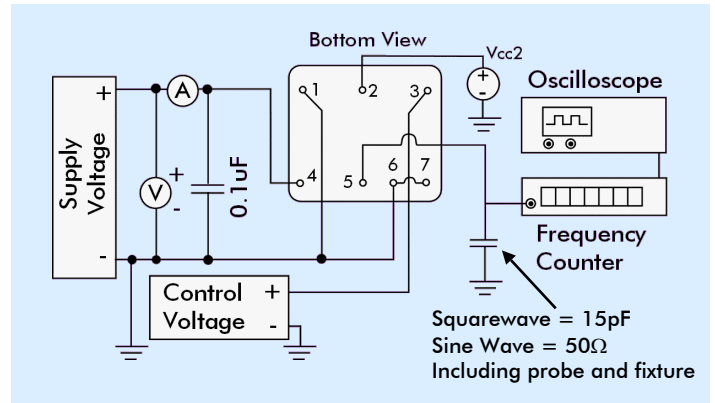 Bottom View
Vcc2
+
-
Oscilloscope
+
A
1
2
3
Supply
Voltage
V
+
-
0.1uF
4
5
6
7
-
Frequency
Counter
Control
Voltage
+
-
Squarewave = 15pF
Sine Wave = 50Ω
Including probe and fixture